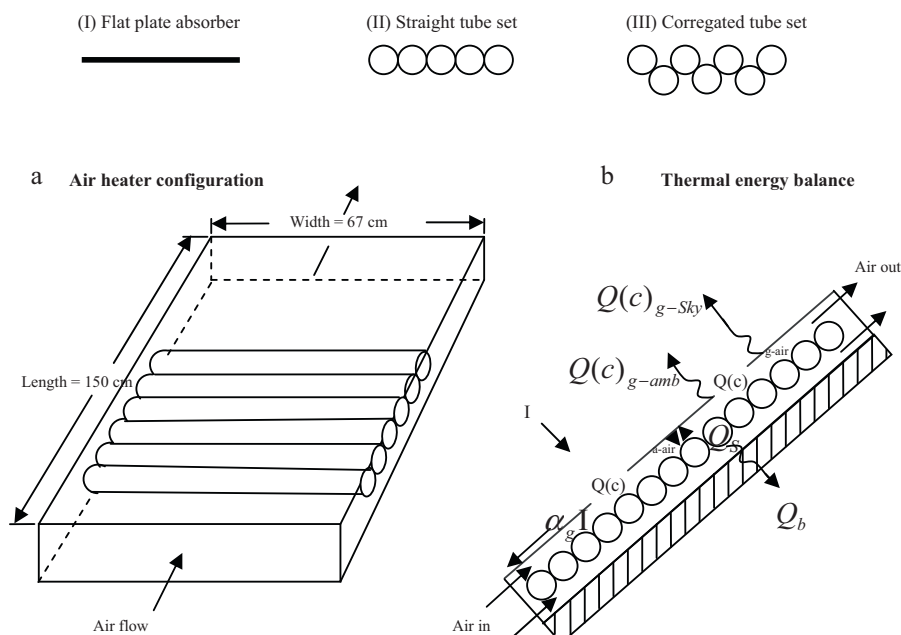 (I) Flat plate absorber
(II) Straight tube set
(III) Corregated tube set
a Air heater configuration
b Thermal energy balance
Width = 67 cm
Length = 150 cm
Air flow
Air out
Q(c)g−Sky
g-air
Q(c)g−amb
Q(c)
I
QS
a-air
Q(c)
Qb
αgI
Air in